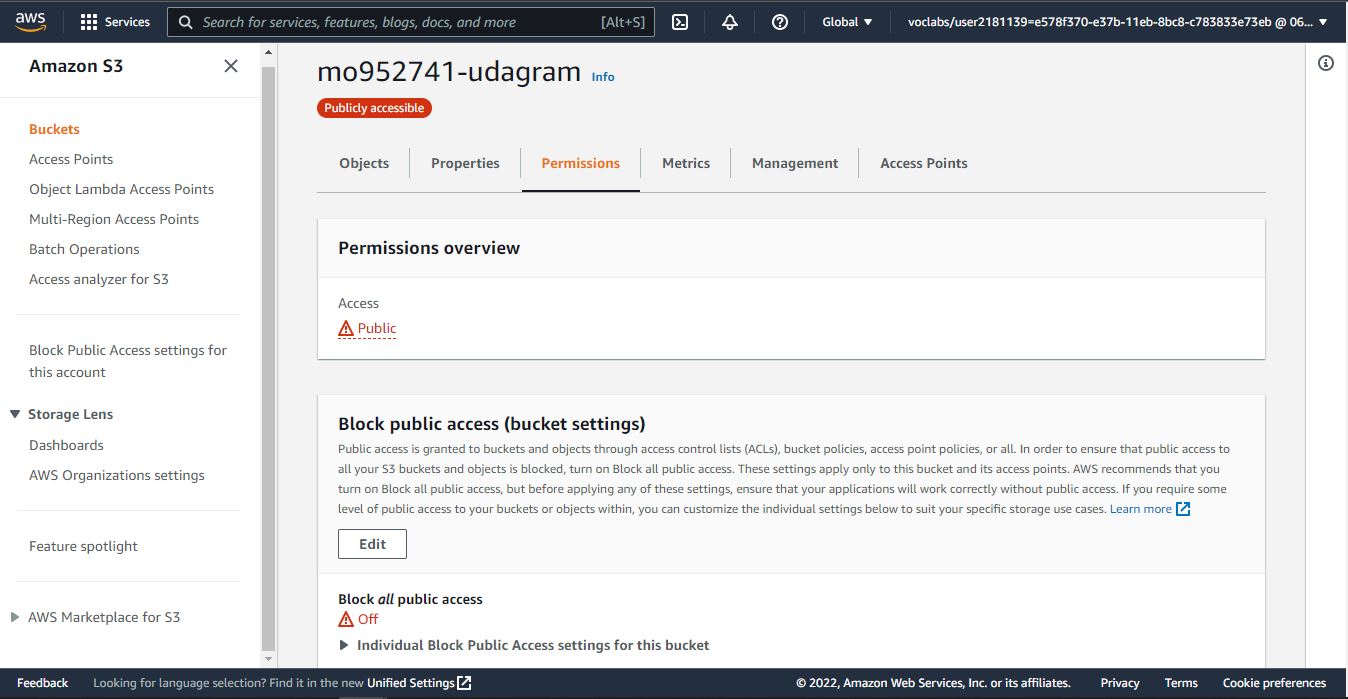 aws
Services
Search for services, features, blogs, docs, and more [Alt+S]
Global
voclabs/user2181139=e578f370-e37b-11eb-8bc8-c783833e73eb @ 06...
Amazon S3
Buckets
Access Points
Object Lambda Access Points
Multi-Region Access Points
Batch Operations
Access analyzer for S3
Block Public Access settings for
this account
Storage Lens
Dashboards
AWS Organizations settings
Feature spotlight
AWS Marketplace for S3
mo952741-udagram Info
Publicly accessible
Objects Properties Permissions Metrics Management Access Points
Permissions overview
Access
Public
Block public access (bucket settings)
Public access is granted to buckets and objects through access control lists (ACLs), bucket policies, access point policies, or all. In order to ensure that public access to
all your S3 buckets and objects is blocked, turn on Block all public access. These settings apply only to this bucket and its access points. AWS recommends that you
turn on Block all public access, but before applying any of these settings, ensure that your applications will work correctly without public access. If you require some
level of public access to your buckets or objects within, you can customize the individual settings below to suit your specific storage use cases. Learn more
Edit
Block all public access
Off
Individual Block Public Access settings for this bucket
Feedback Looking for language selection? Find it in the new Unified Settings © 2022, Amazon Web Services, Inc. or its affiliates. Privacy Terms Cookie preferences